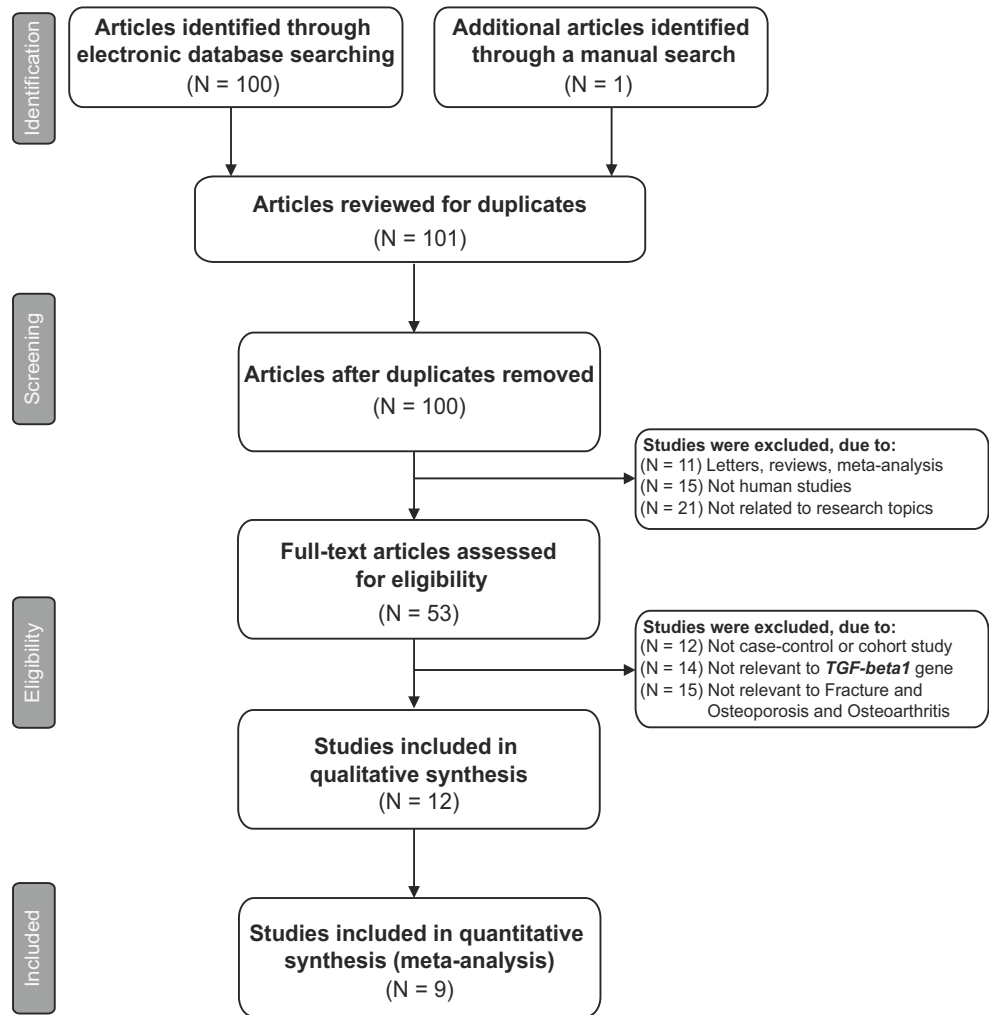 Identification
Articles identified through
electronic database searching
(N = 100)
Additional articles identified
through a manual search
(N = 1)
Articles reviewed for duplicates
(N = 101)
Screening
Articles after duplicates removed
(N = 100)
Studies were excluded, due to:
(N = 11) Letters, reviews, meta-analysis
(N = 15) Not human studies
(N = 21) Not related to research topics
Full-text articles assessed
for eligibility
(N = 53)
Eligibility
Studies were excluded, due to:
(N = 12) Not case-control or cohort study
(N = 14) Not relevant to TGF-beta1 gene
(N = 15) Not relevant to Fracture and
Osteoporosis and Osteoarthritis
Studies included in
qualitative synthesis
(N = 12)
Included
Studies included in quantitative
synthesis (meta-analysis)
(N = 9)